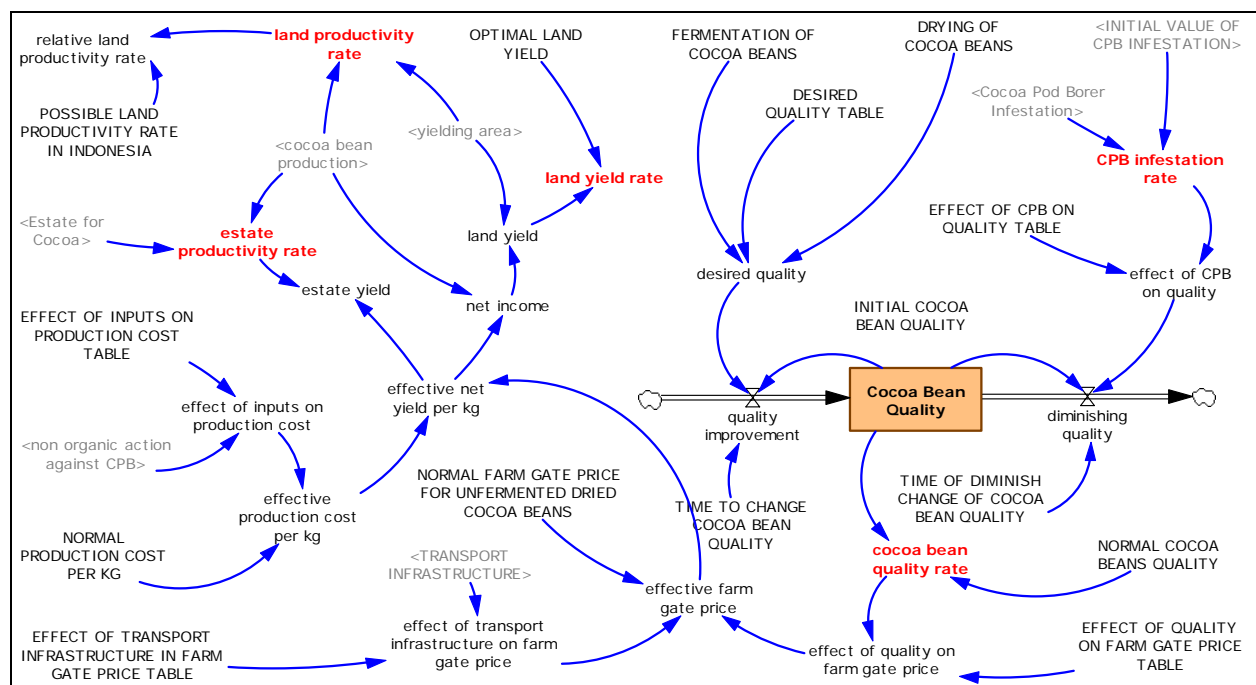 relative land
productivity rate
land productivity
rate
OPTIMAL LAND
YIELD
FERMENTATION OF
COCOA BEANS
DRYING OF
COCOA BEANS
<INITIAL VALUE OF
CPB INFESTATION>
POSSIBLE LAND
PRODUCTIVITY RATE
IN INDONESIA
<cocoa bean
production>
<yielding area>
DESIRED
QUALITY TABLE
<Cocoa Pod Borer
Infestation>
land yield rate
CPB infestation
rate
<Estate for
Cocoa>
estate
productivity rate
land yield
EFFECT OF CPB ON
QUALITY TABLE
desired quality
effect of CPB
on quality
estate yield
net income
INITIAL COCOA
BEAN QUALITY
EFFECT OF INPUTS ON
PRODUCTION COST
TABLE
effective net
yield per kg
Cocoa Bean
Quality
quality
improvement
diminishing
quality
effect of inputs on
production cost
<non organic action
against CPB>
effective
production cost
per kg
NORMAL FARM GATE PRICE
FOR UNFERMENTED DRIED
COCOA BEANS
TIME TO CHANGE
COCOA BEAN
QUALITY
TIME OF DIMINISH
CHANGE OF COCOA
BEAN QUALITY
NORMAL
PRODUCTION COST
PER KG
<TRANSPORT
INFRASTRUCTURE>
cocoa bean
quality rate
NORMAL COCOA
BEANS QUALITY
effective farm
gate price
EFFECT OF TRANSPORT
INFRASTRUCTURE IN FARM
GATE PRICE TABLE
effect of transport
infrastructure on farm
gate price
effect of quality on
farm gate price
EFFECT OF QUALITY
ON FARM GATE PRICE
TABLE